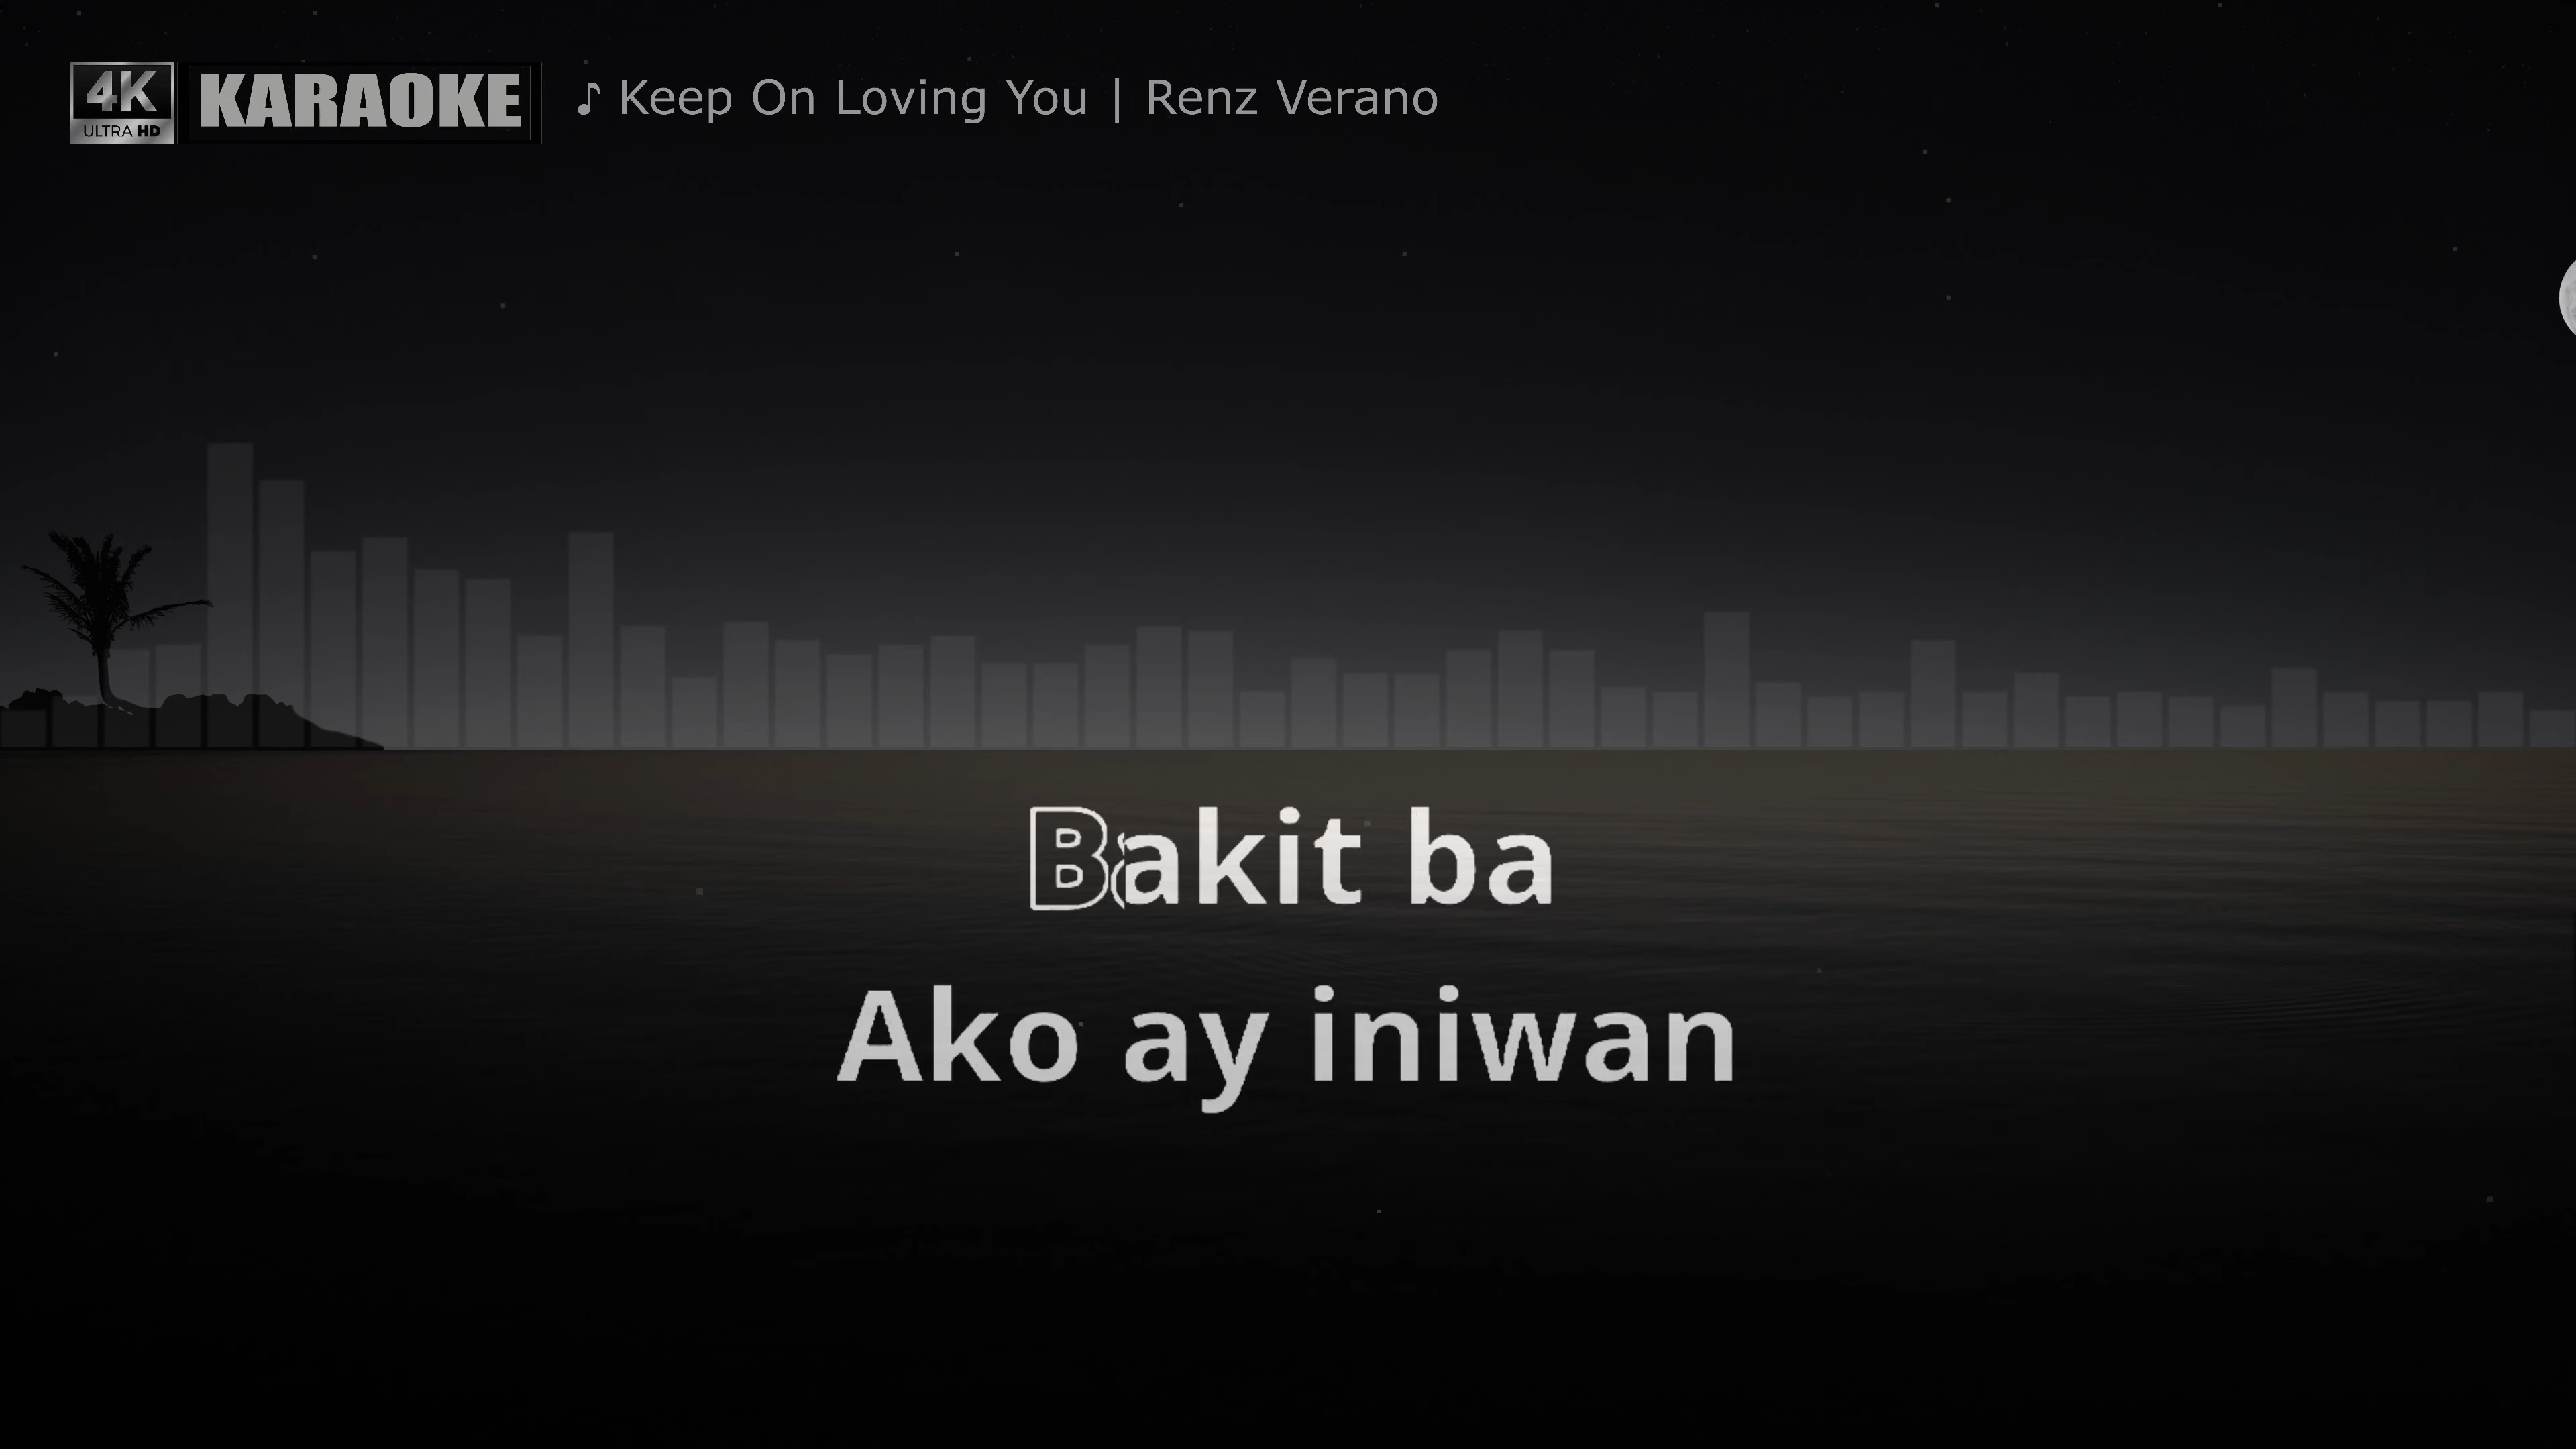 4K ULTRA HD KARAOKE ♪ Keep On Loving You | Renz Verano
Bakit ba
Ako ay iniwan